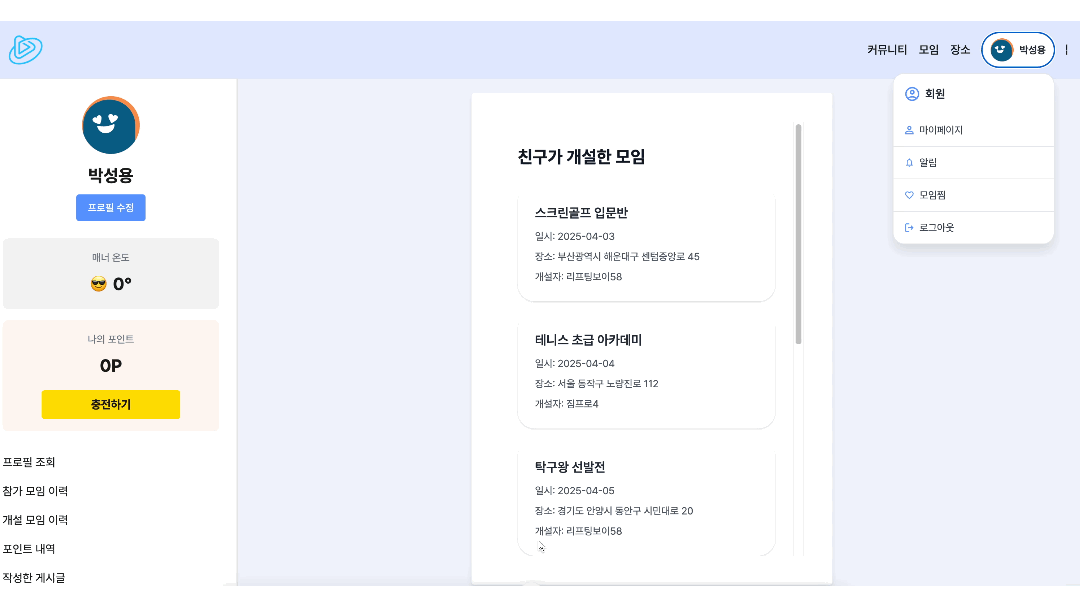 커뮤니티 모임 장소 박성용
회원
마이페이지
알림
모임찜
로그아웃
박성용
프로필 수정
매너 온도
😎 0°
나의 포인트
0P
충전하기
프로필 조회
참가 모임 이력
개설 모임 이력
포인트 내역
작성한 게시글
친구가 개설한 모임
스크린골프 입문반
일시: 2025-04-03
장소: 부산광역시 해운대구 센텀중앙로 45
개설자: 리프팅보이58
테니스 초급 아카데미
일시: 2025-04-04
장소: 서울 동작구 노량진로 112
개설자: 짐프로4
탁구왕 선발전
일시: 2025-04-05
장소: 경기도 안양시 동안구 시민대로 20
개설자: 리프팅보이58